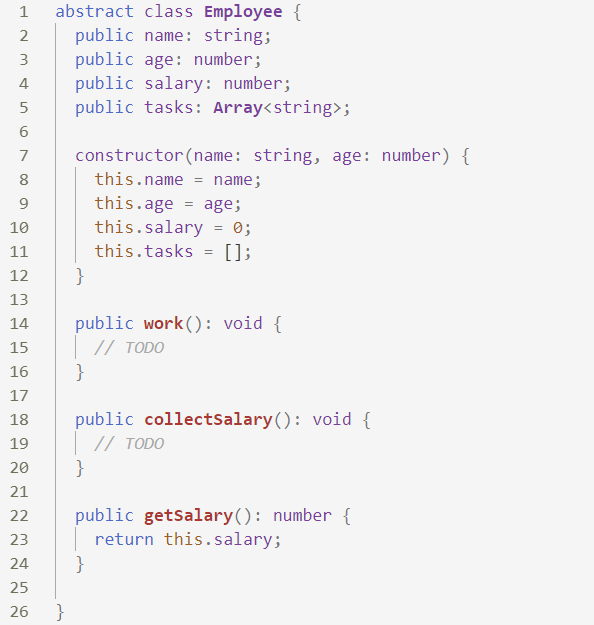 1 abstract class Employee {
2   public name: string;
3   public age: number;
4   public salary: number;
5   public tasks: Array<string>;
6
7   constructor(name: string, age: number) {
8     this.name = name;
9     this.age = age;
10     this.salary = 0;
11     this.tasks = [];
12   }
13
14   public work(): void {
15     // TODO
16   }
17
18   public collectSalary(): void {
19     // TODO
20   }
21
22   public getSalary(): number {
23     return this.salary;
24   }
25
26 }